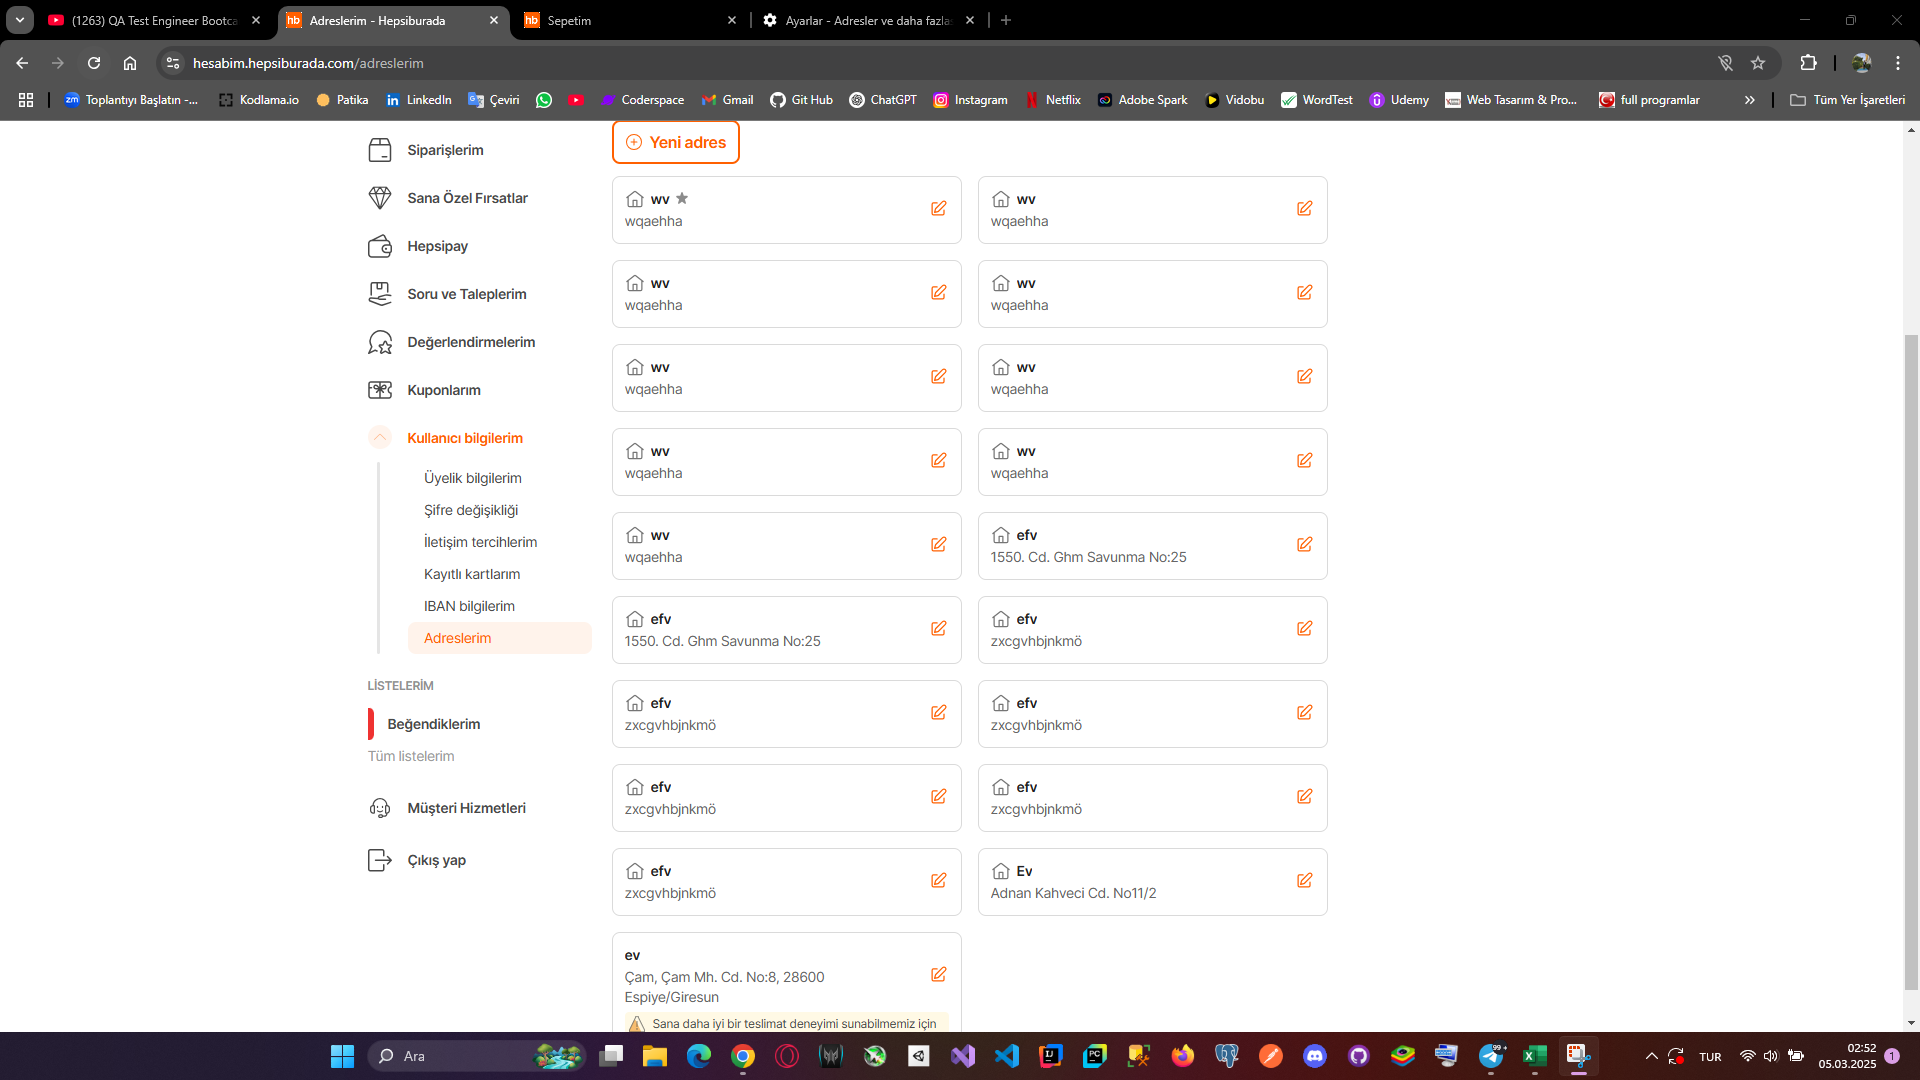 (1263) QA Test Engineer Bootca
Adreslerim - Hepsiburada
hb Sepetim
Ayarlar - Adresler ve daha fazlas
hesabim.hepsiburada.com/adreslerim
zm Toplantıyı Başlatın -...
Kodlama.io
Patika
LinkedIn
Çeviri
Coderspace
Gmail
Git Hub
ChatGPT
Instagram
Netflix
Adobe Spark
Vidobu
WordTest
Udemy
Web Tasarım & Pro...
full programlar
Tüm Yer İşaretleri
Siparişlerim
Sana Özel Fırsatlar
Hepsipay
Soru ve Taleplerim
Değerlendirmelerim
Kuponlarım
Kullanıcı bilgilerim
Üyelik bilgilerim
Şifre değişikliği
İletişim tercihlerim
Kayıtlı kartlarım
IBAN bilgilerim
Adreslerim
LİSTELERİM
Beğendiklerim
Tüm listelerim
Müşteri Hizmetleri
Çıkış yap
Yeni adres
wv
wqaehha
wv
wqaehha
wv
wqaehha
wv
wqaehha
wv
wqaehha
wv
wqaehha
wv
wqaehha
wv
wqaehha
wv
wqaehha
efv
1550. Cd. Ghm Savunma No:25
efv
1550. Cd. Ghm Savunma No:25
efv
zxcgvhbjnkmö
efv
zxcgvhbjnkmö
efv
zxcgvhbjnkmö
efv
zxcgvhbjnkmö
efv
zxcgvhbjnkmö
efv
zxcgvhbjnkmö
Ev
Adnan Kahveci Cd. No11/2
ev
Çam, Çam Mh. Cd. No:8, 28600
Espiye/Giresun
Sana daha iyi bir teslimat deneyimi sunabilmemiz için
Ara
99+
TUR
02:52
05.03.2025
1